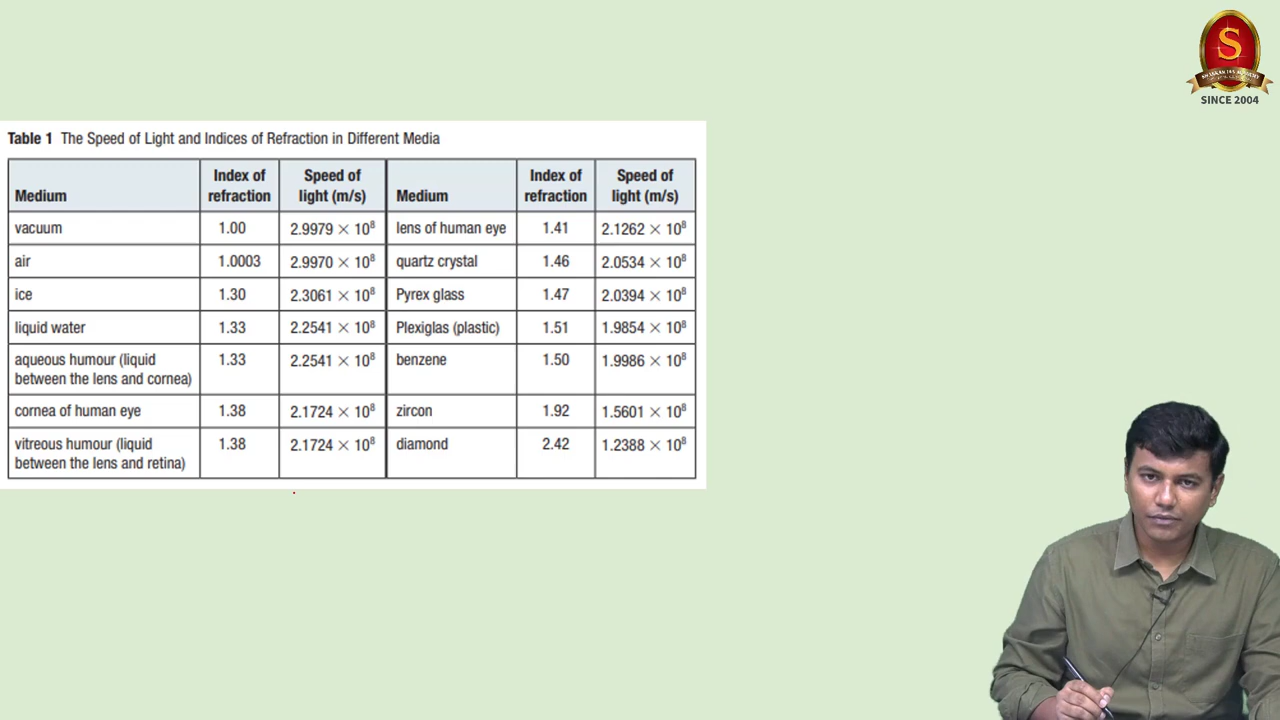 S
SINCE 2004
Table 1 The Speed of Light and Indices of Refraction in Different Media
Medium Index of refraction Speed of light (m/s) Medium Index of refraction Speed of light (m/s)
vacuum 1.00 2.9979 × 10⁸ lens of human eye 1.41 2.1262 × 10⁸
air 1.0003 2.9970 × 10⁸ quartz crystal 1.46 2.0534 × 10⁸
ice 1.30 2.3061 × 10⁸ Pyrex glass 1.47 2.0394 × 10⁸
liquid water 1.33 2.2541 × 10⁸ Plexiglas (plastic) 1.51 1.9854 × 10⁸
aqueous humour (liquid between the lens and cornea) 1.33 2.2541 × 10⁸ benzene 1.50 1.9986 × 10⁸
cornea of human eye 1.38 2.1724 × 10⁸ zircon 1.92 1.5601 × 10⁸
vitreous humour (liquid between the lens and retina) 1.38 2.1724 × 10⁸ diamond 2.42 1.2388 × 10⁸